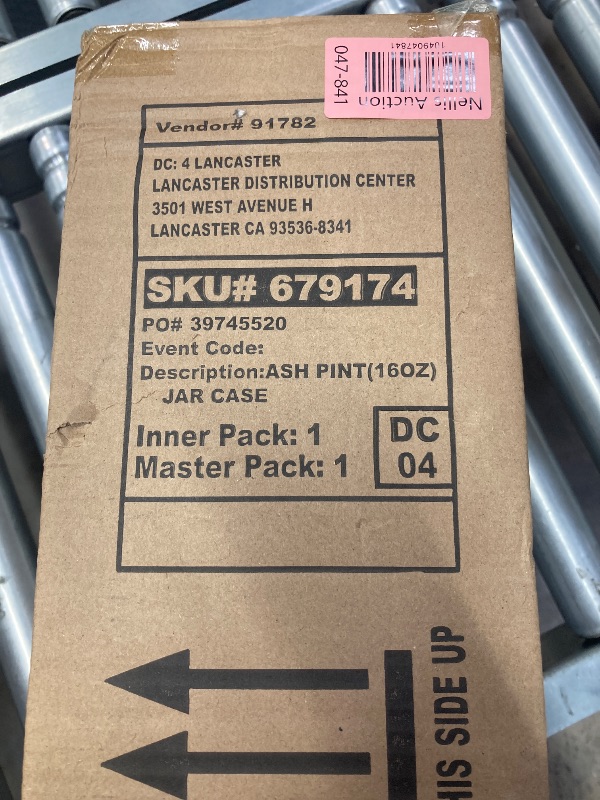 Nellis Auction
1049047841
047-841
Vendor# 91782
DC: 4 LANCASTER
LANCASTER DISTRIBUTION CENTER
3501 WEST AVENUE H
LANCASTER CA 93536-8341
SKU# 679174
PO# 39745520
Event Code:
Description:ASH PINT(16OZ)
JAR CASE
Inner Pack: 1
Master Pack: 1
DC
04
HIS SIDE UP